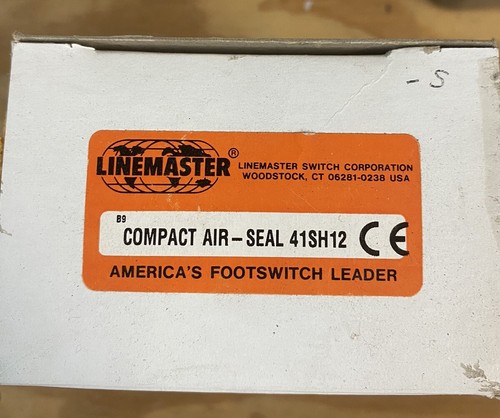 -S
LINEMASTER®
LINEMASTER SWITCH CORPORATION
WOODSTOCK, CT 06281-0238 USA
B9
COMPACT AIR-SEAL 41SH12 CE
AMERICA'S FOOTSWITCH LEADER